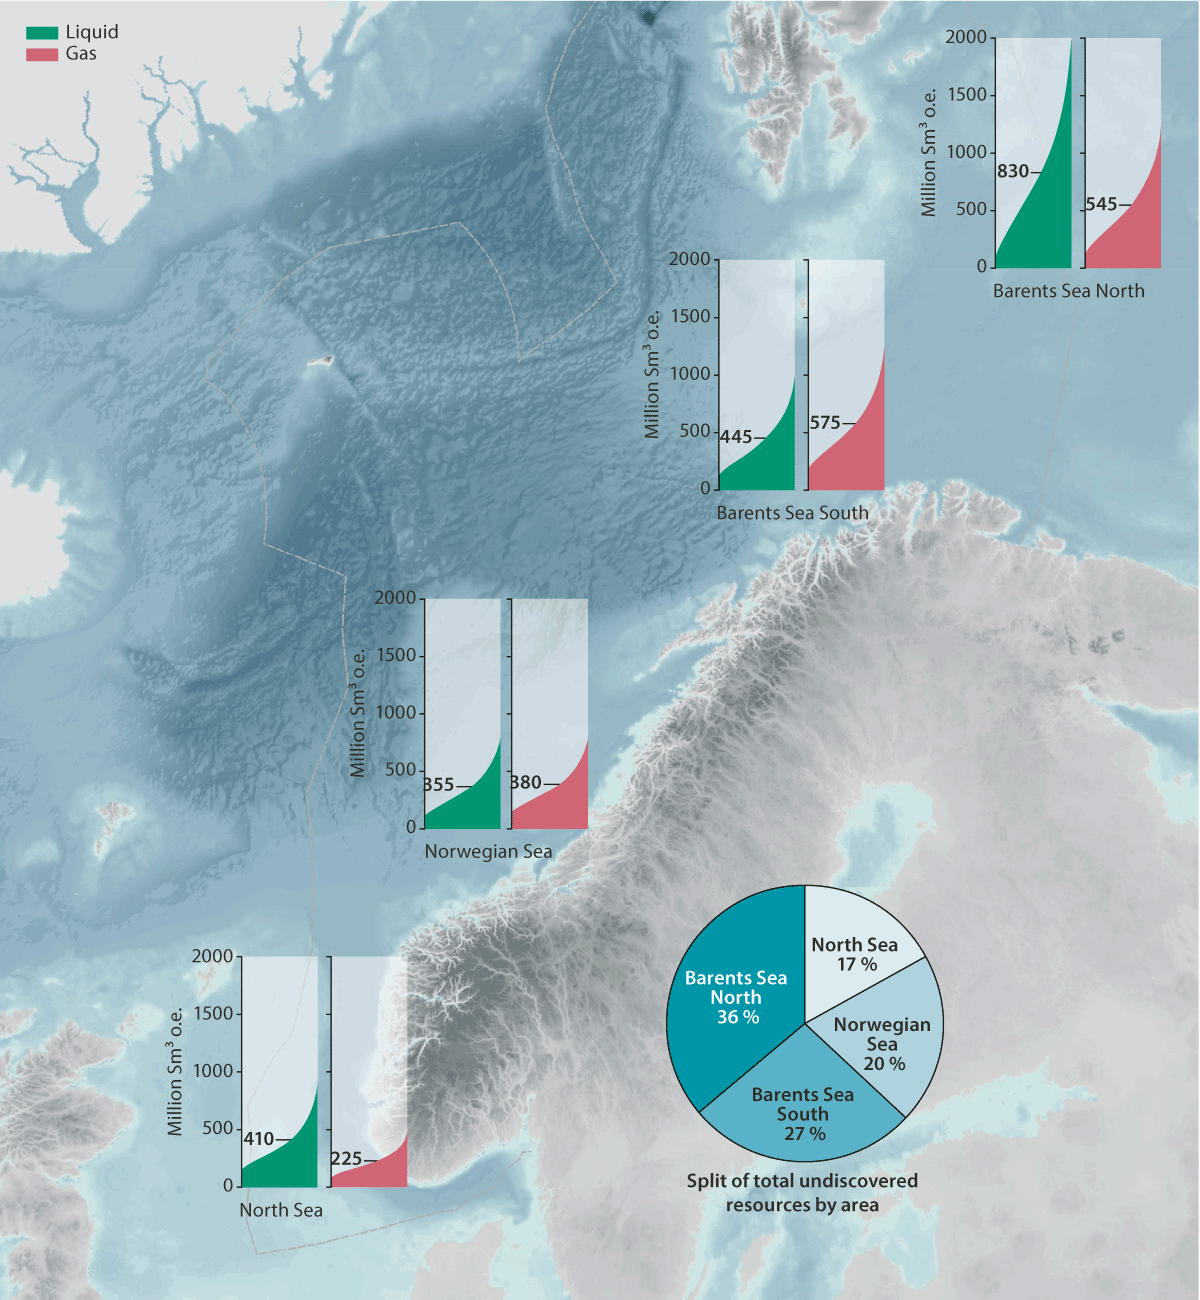 Liquid
Gas
2000
1500
1000
500
0
Million Sm³ o.e.
830
545
Barents Sea North
2000
1500
1000
500
0
Million Sm³ o.e.
445
575
Barents Sea South
2000
1500
1000
500
0
Million Sm³ o.e.
355
380
Norwegian Sea
2000
1500
1000
500
0
Million Sm³ o.e.
410
225
North Sea
North Sea
17 %
Norwegian
Sea
20 %
Barents Sea
South
27 %
Barents Sea
North
36 %
Split of total undiscovered
resources by area